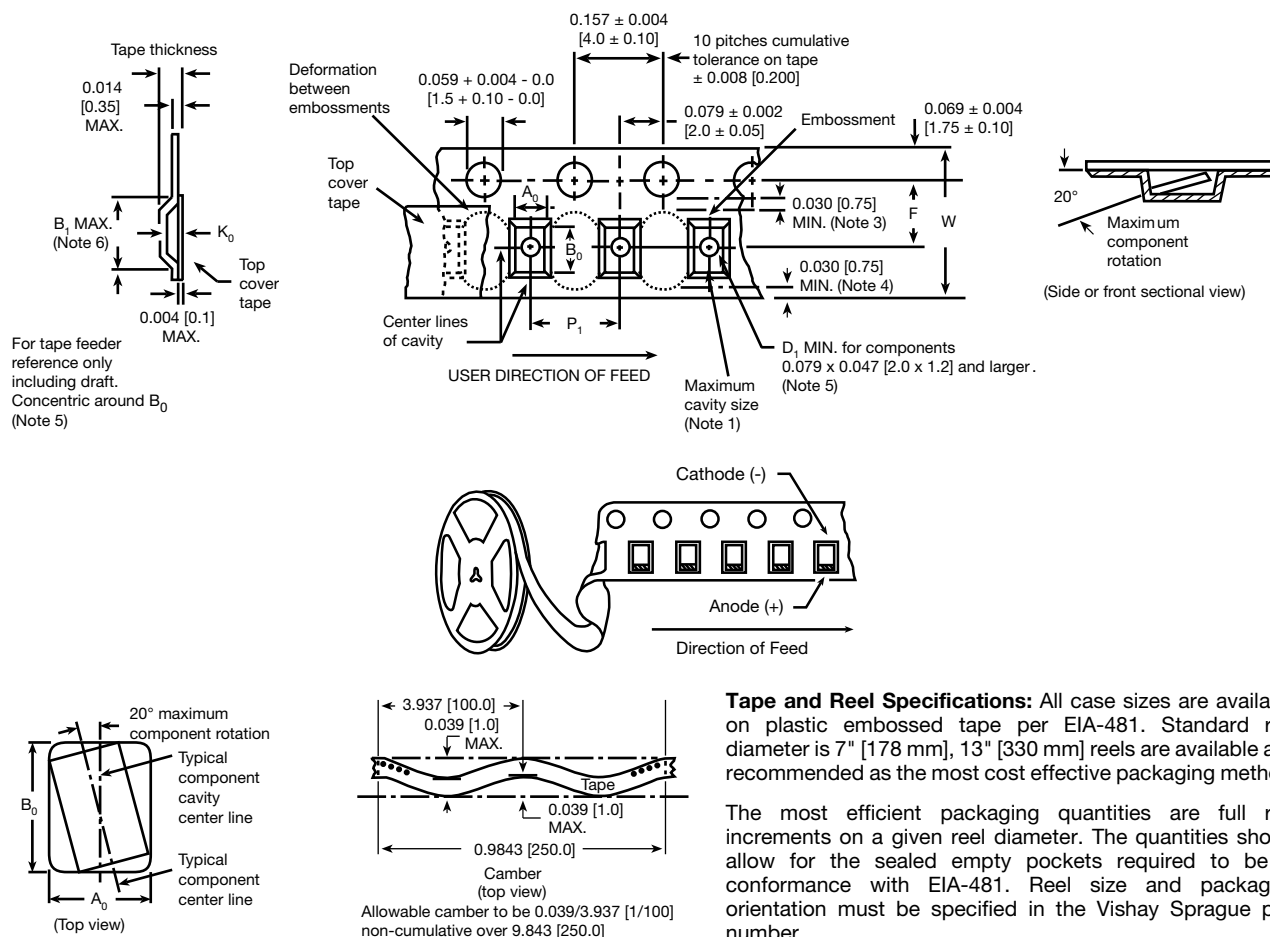 Tape thickness
0.014
[0.35]
MAX.
B1 MAX.
(Note 6)
K0
Top
cover
tape
0.004 [0.1]
MAX.
For tape feeder
reference only
including draft.
Concentric around B0
(Note 5)
Deformation
between
embossments
Top
cover
tape
0.059 + 0.004 - 0.0
[1.5 + 0.10 - 0.0]
0.157 ± 0.004
[4.0 ± 0.10]
10 pitches cumulative
tolerance on tape
± 0.008 [0.200]
0.079 ± 0.002
[2.0 ± 0.05]
Embossment
0.069 ± 0.004
[1.75 ± 0.10]
A0
B0
0.030 [0.75]
MIN. (Note 3)
F
W
0.030 [0.75]
MIN. (Note 4)
Center lines
of cavity
P1
USER DIRECTION OF FEED
Maximum
cavity size
(Note 1)
D1 MIN. for components
0.079 x 0.047 [2.0 x 1.2] and larger.
(Note 5)
20°
Maximum
component
rotation
(Side or front sectional view)
Cathode (-)
Anode (+)
Direction of Feed
20° maximum
component rotation
Typical
component
cavity
center line
B0
Typical
component
center line
A0
(Top view)
3.937 [100.0]
0.039 [1.0]
MAX.
Tape
0.039 [1.0]
MAX.
0.9843 [250.0]
Camber
(top view)
Allowable camber to be 0.039/3.937 [1/100]
non-cumulative over 9.843 [250.0]
Tape and Reel Specifications: All case sizes are availa
on plastic embossed tape per EIA-481. Standard r
diameter is 7" [178 mm], 13" [330 mm] reels are available a
recommended as the most cost effective packaging meth
The most efficient packaging quantities are full r
increments on a given reel diameter. The quantities sho
allow for the sealed empty pockets required to be
conformance with EIA-481. Reel size and packag
orientation must be specified in the Vishay Sprague p
number.